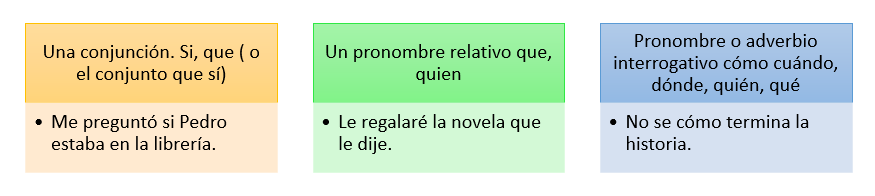 Una conjunción. Si, que ( o
el conjunto que sí)
• Me preguntó si Pedro
estaba en la librería.
Un pronombre relativo que,
quien
• Le regalaré la novela que
le dije.
Pronombre o adverbio
interrogativo cómo cuándo,
dónde, quién, qué
• No se cómo termina la
historia.